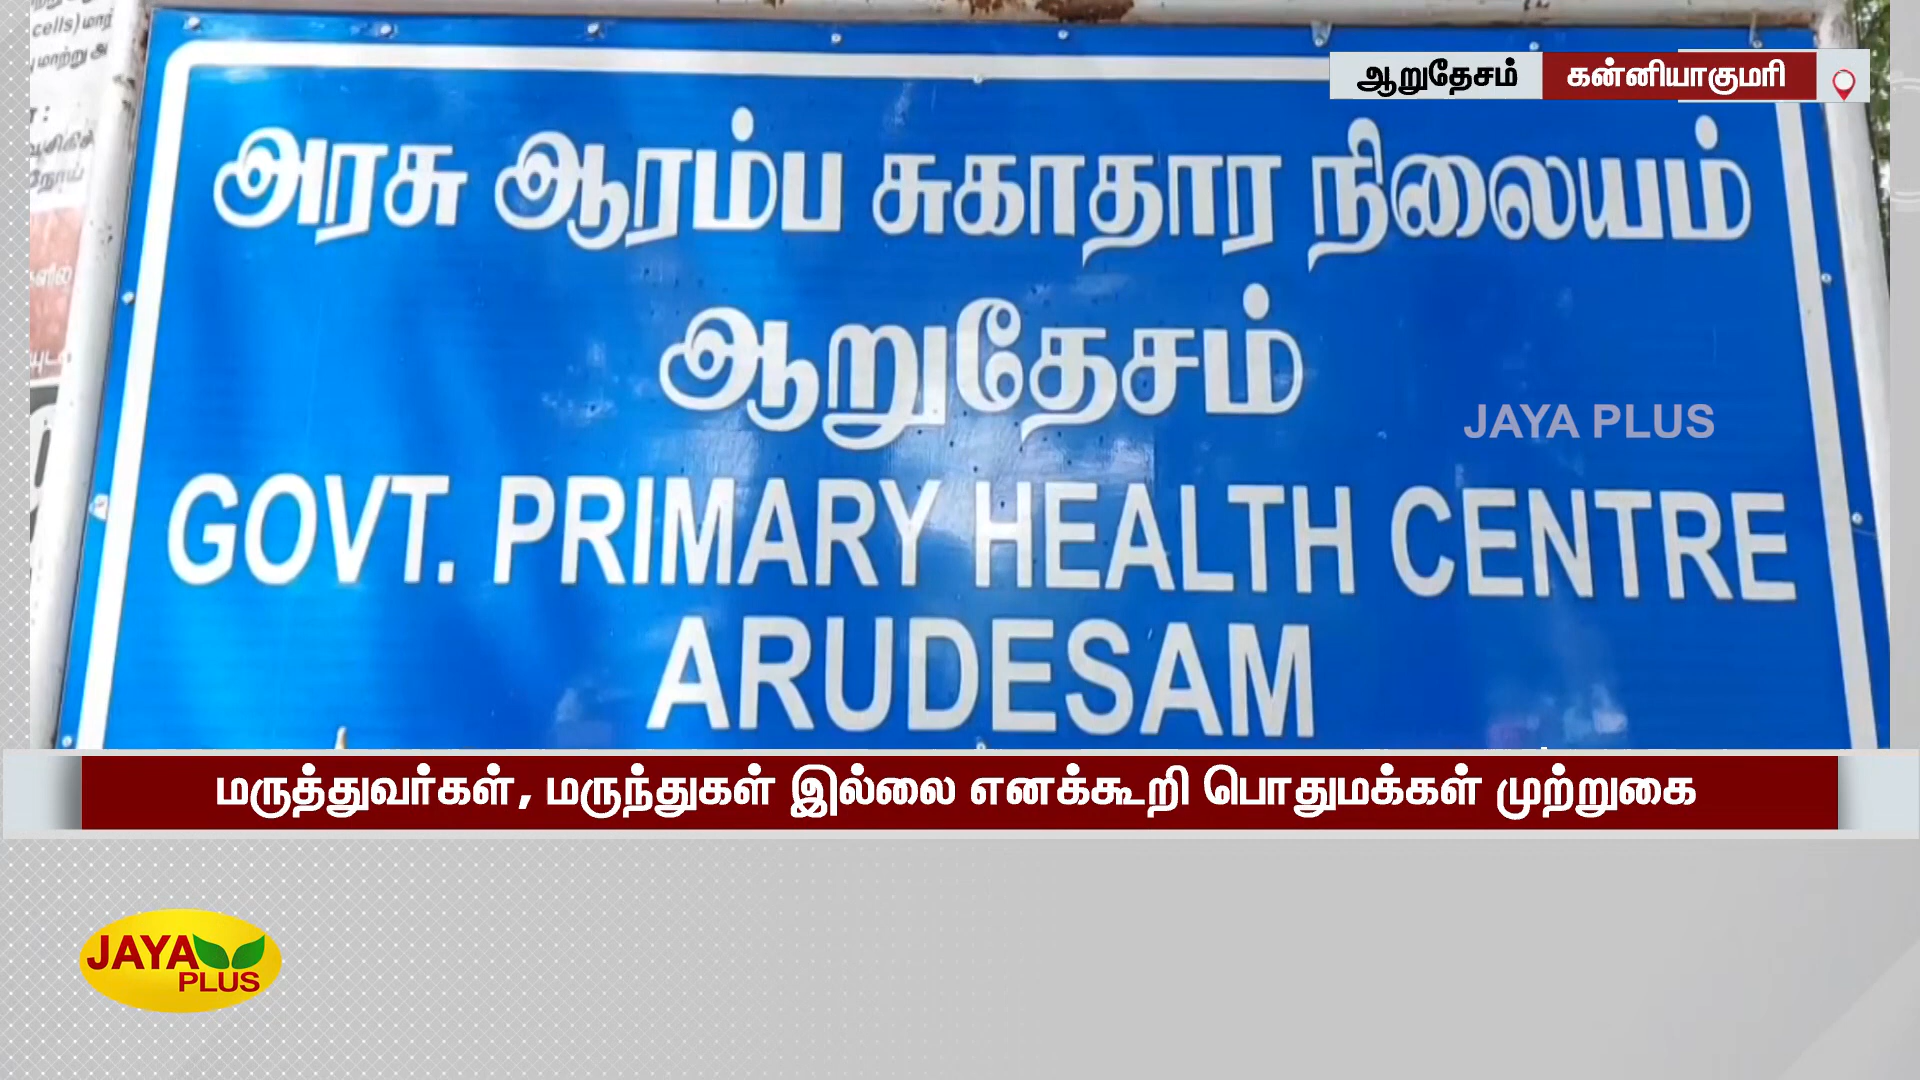 cells) மாற்
ஆறுதேசம் கன்னியாகுமரி
அரசு ஆரம்ப சுகாதார நிலையம்
ஆறுதேசம்
JAYA PLUS
GOVT. PRIMARY HEALTH CENTRE
ARUDESAM
மருத்துவர்கள், மருந்துகள் இல்லை எனக்கூறி பொதுமக்கள் முற்றுகை
JAYA
PLUS